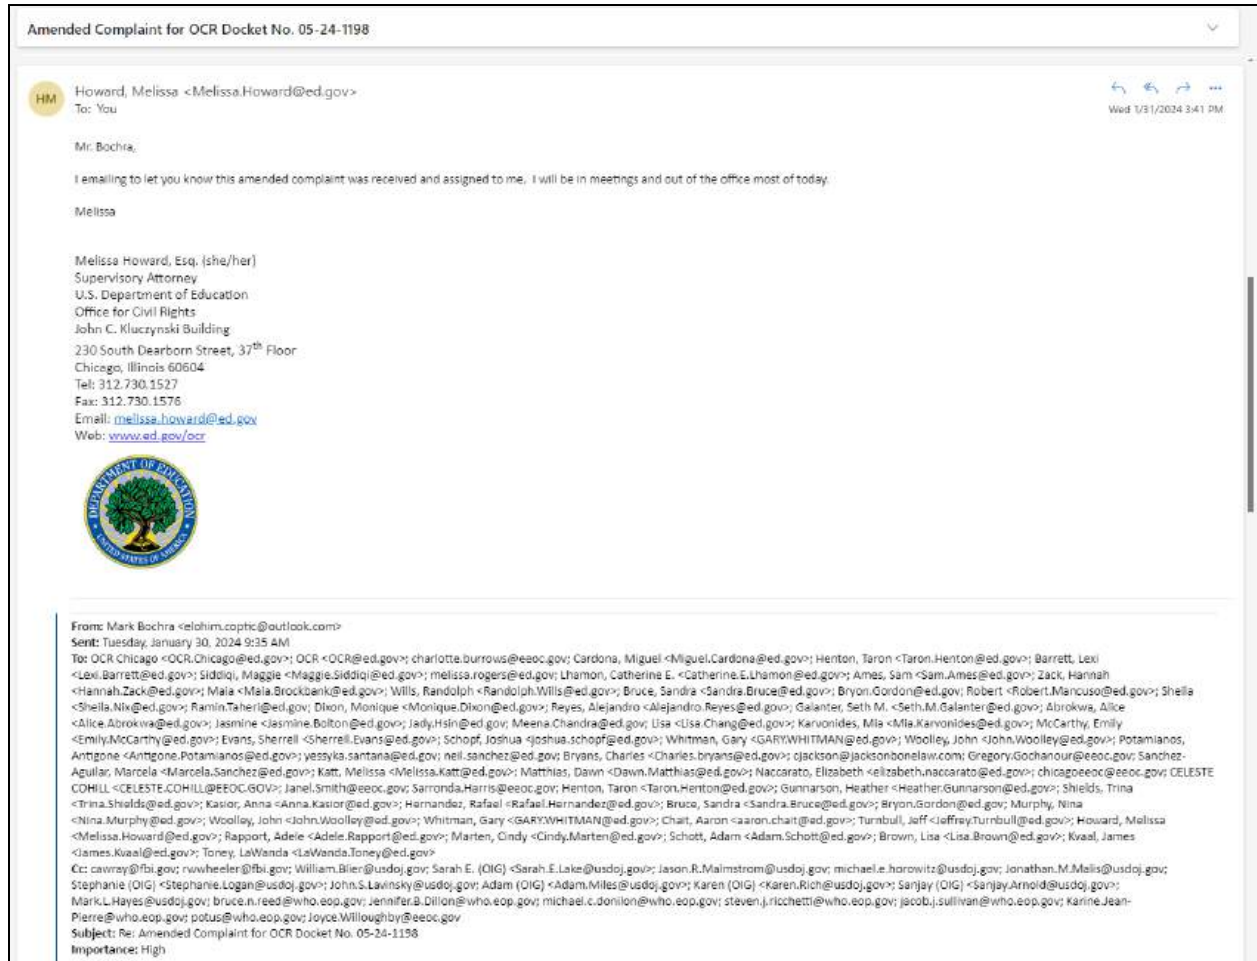 Amended Complaint for OCR Docket No. 05-24-1198
HM
Howard, Melissa <Melissa.Howard@ed.gov>
To: You
Wed 1/31/2024 3:41 PM
Mr. Bochra,
I emailing to let you know this amended complaint was received and assigned to me. I will be in meetings and out of the office most of today.
Melissa
Melissa Howard, Esq. (she/her)
Supervisory Attorney
U.S. Department of Education
Office for Civil Rights
John C. Kluczynski Building
230 South Dearborn Street, 37th Floor
Chicago, Illinois 60604
Tel: 312.730.1527
Fax: 312.730.1576
Email: melissa.howard@ed.gov
Web: www.ed.gov/ocr
DEPARTMENT OF EDUCATION
UNITED STATES OF AMERICA
From: Mark Bochra <elohim.coptic@outlook.com>
Sent: Tuesday, January 30, 2024 9:35 AM
To: OCR Chicago <OCR.Chicago@ed.gov>; OCR <OCR@ed.gov>; charlotte.burrows@eeoc.gov; Cardona, Miguel <Miguel.Cardona@ed.gov>; Henton, Taron <Taron.Henton@ed.gov>; Barrett, Lexi
<Lexi.Barrett@ed.gov>; Siddiqi, Maggie <Maggie.Siddiqi@ed.gov>; melissa.rogers@ed.gov; Lhamon, Catherine E. <Catherine.E.Lhamon@ed.gov>; Ames, Sam <Sam.Ames@ed.gov>; Zack, Hannah
<Hannah.Zack@ed.gov>; Maia <Maia.Brockbank@ed.gov>; Wills, Randolph <Randolph.Wills@ed.gov>; Bruce, Sandra <Sandra.Bruce@ed.gov>; Bryon.Gordon@ed.gov; Robert <Robert.Mancuso@ed.gov>; Sheila
<Sheila.Nix@ed.gov>; Ramin.Taheri@ed.gov; Dixon, Monique <Monique.Dixon@ed.gov>; Reyes, Alejandro <Alejandro.Reyes@ed.gov>; Galanter, Seth M. <Seth.M.Galanter@ed.gov>; Abrokwa, Alice
<Alice.Abrokwa@ed.gov>; Jasmine <Jasmine.Bolton@ed.gov>; Jady.Hsin@ed.gov; Meena.Chandra@ed.gov; Lisa <Lisa.Chang@ed.gov>; Karvonides, Mia <Mia.Karvonides@ed.gov>; McCarthy, Emily
<Emily.McCarthy@ed.gov>; Evans, Sherrell <Sherrell.Evans@ed.gov>; Schopf, Joshua <joshua.schopf@ed.gov>; Whitman, Gary <GARY.WHITMAN@ed.gov>; Woolley, John <John.Woolley@ed.gov>; Potamianos,
Antigone <Antigone.Potamianos@ed.gov>; yessyka.santana@ed.gov; neil.sanchez@ed.gov; Bryans, Charles <Charles.bryans@ed.gov>; cjackson@jacksonbonelaw.com; Gregory.Gochanour@eeoc.gov; Sanchez-
Aguilar, Marcela <Marcela.Sanchez@ed.gov>; Katt, Melissa <Melissa.Katt@ed.gov>; Matthias, Dawn <Dawn.Matthias@ed.gov>; Naccarato, Elizabeth <elizabeth.naccarato@ed.gov>; chicagoeeoc@eeoc.gov; CELESTE
COHILL <CELESTE.COHILL@EEOC.GOV>; Janel.Smith@eeoc.gov; Sarronda.Harris@eeoc.gov; Henton, Taron <Taron.Henton@ed.gov>; Gunnarson, Heather <Heather.Gunnarson@ed.gov>; Shields, Trina
<Trina.Shields@ed.gov>; Kasior, Anna <Anna.Kasior@ed.gov>; Hernandez, Rafael <Rafael.Hernandez@ed.gov>; Bruce, Sandra <Sandra.Bruce@ed.gov>; Bryon.Gordon@ed.gov; Murphy, Nina
<Nina.Murphy@ed.gov>; Woolley, John <John.Woolley@ed.gov>; Whitman, Gary <GARY.WHITMAN@ed.gov>; Chait, Aaron <aaron.chait@ed.gov>; Turnbull, Jeff <Jeffrey.Turnbull@ed.gov>; Howard, Melissa
<Melissa.Howard@ed.gov>; Rapport, Adele <Adele.Rapport@ed.gov>; Marten, Cindy <Cindy.Marten@ed.gov>; Schott, Adam <Adam.Schott@ed.gov>; Brown, Lisa <Lisa.Brown@ed.gov>; Kvaal, James
<James.Kvaal@ed.gov>; Toney, LaWanda <LaWanda.Toney@ed.gov>
Cc: cawray@fbi.gov; rwwheeler@fbi.gov; William.Blier@usdoj.gov; Sarah E. (OIG) <Sarah.E.Lake@usdoj.gov>; Jason.R.Malmstrom@usdoj.gov; michael.e.horowitz@usdoj.gov; Jonathan.M.Malis@usdoj.gov;
Stephanie (OIG) <Stephanie.Logan@usdoj.gov>; John.S.Lavinsky@usdoj.gov; Adam (OIG) <Adam.Miles@usdoj.gov>; Karen (OIG) <Karen.Rich@usdoj.gov>; Sanjay (OIG) <Sanjay.Arnold@usdoj.gov>;
Mark.L.Hayes@usdoj.gov; bruce.n.reed@who.eop.gov; Jennifer.B.Dillon@who.eop.gov; michael.c.donilon@who.eop.gov; steven.j.ricchetti@who.eop.gov; jacob.j.sullivan@who.eop.gov; Karine.Jean-
Pierre@who.eop.gov; potus@who.eop.gov; Joyce.Willoughby@eeoc.gov
Subject: Re: Amended Complaint for OCR Docket No. 05-24-1198
Importance: High